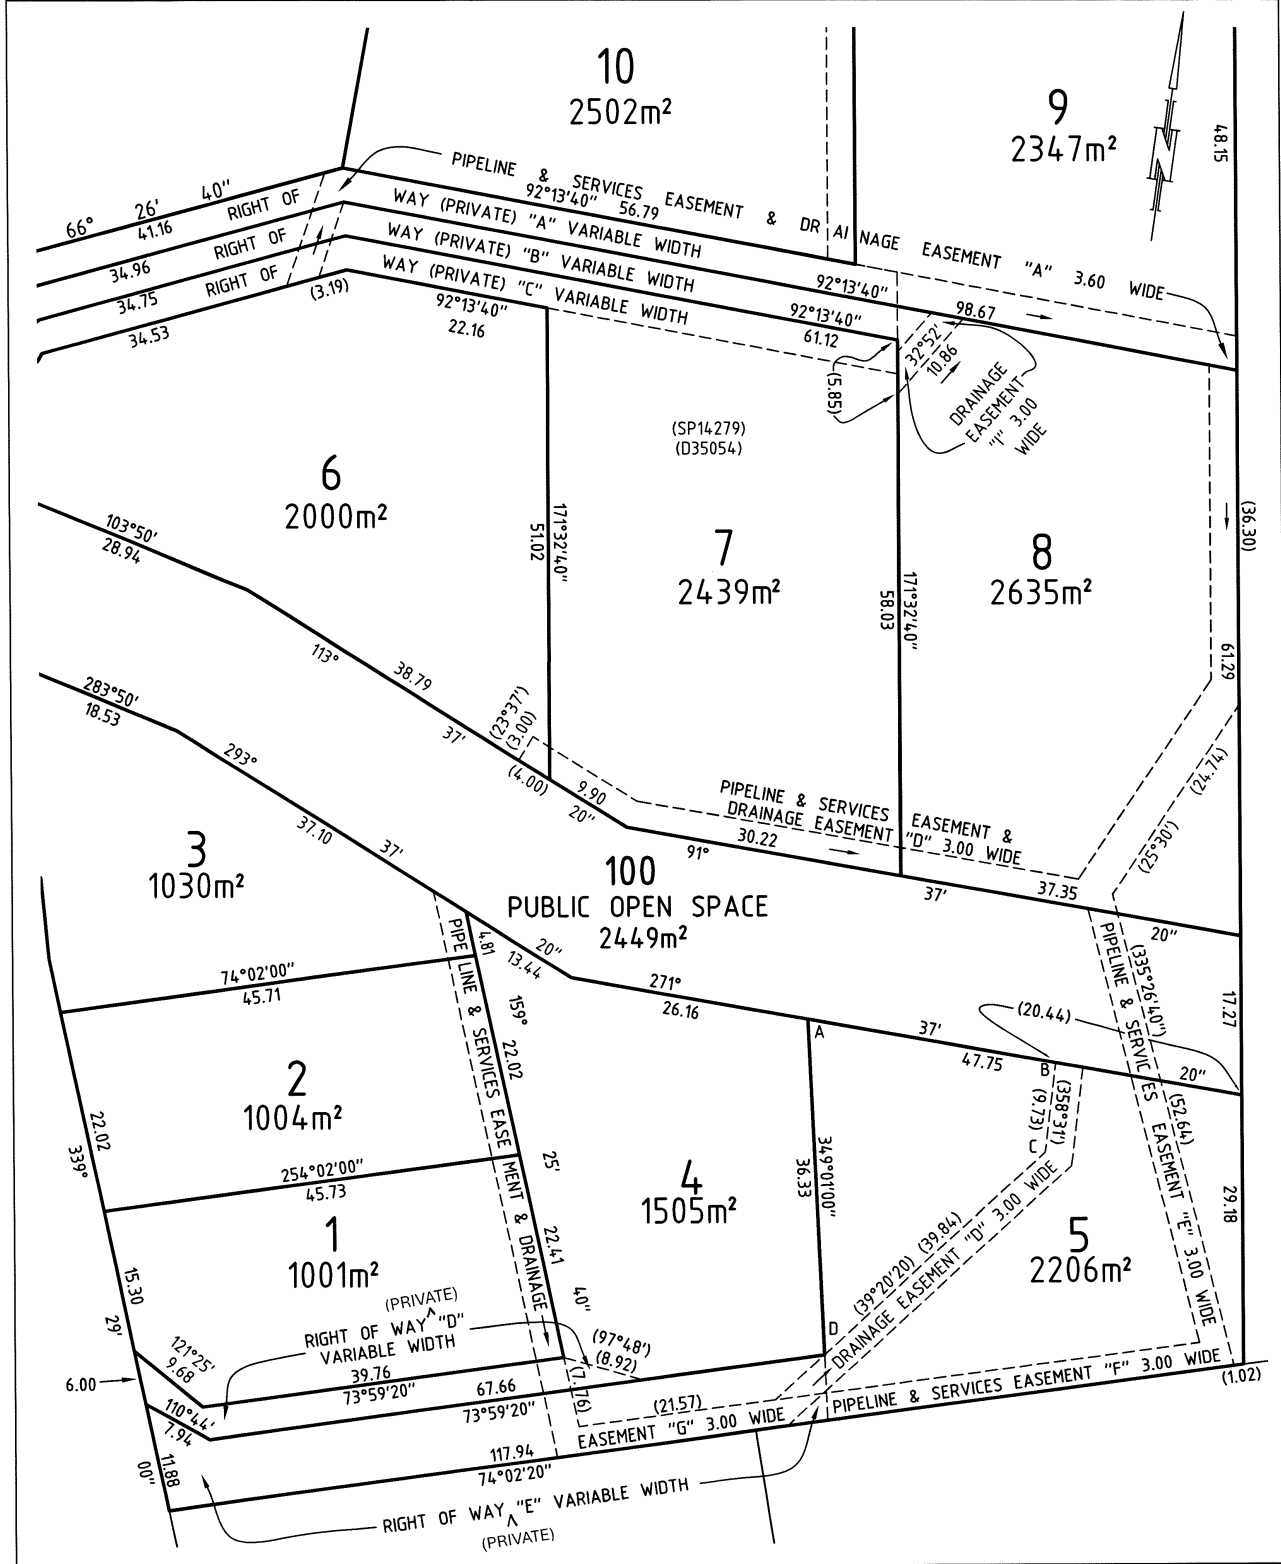 10
2502m²
9
2347m²
48.15
66° 26' 40"
41.16
RIGHT OF
PIPELINE & SERVICES EASEMENT & DRAINAGE EASEMENT "A" 3.60 WIDE
92°13'40" 56.79
WAY (PRIVATE) "A" VARIABLE WIDTH
34.96
RIGHT OF
WAY (PRIVATE) "B" VARIABLE WIDTH
92°13'40"
98.67
34.75
RIGHT OF
(3.19)
WAY (PRIVATE) "C" VARIABLE WIDTH
92°13'40"
61.12
34.53
92°13'40"
22.16
(5.85)
32°52'
10.86
DRAINAGE
EASEMENT
"I" 3.00
WIDE
(SP14279)
(D35054)
6
2000m²
7
2439m²
8
2635m²
171°32'40"
51.02
171°32'40"
58.03
(36.30)
61.29
103°50'
28.94
113° 37' 20"
38.79
(23°37')
(3.00)
(4.00)
9.90
283°50'
18.53
293° 37' 20"
37.10
PIPELINE & SERVICES EASEMENT &
DRAINAGE EASEMENT "D" 3.00 WIDE
30.22
91° 37' 20"
37.35
(24.74)
(25°30')
3
1030m²
100
PUBLIC OPEN SPACE
2449m²
4.81
13.44
271° 37' 20"
26.16
47.75
A
B
(20.44)
17.27
(335°26'40")
PIPELINE & SERVICES EASEMENT "E" 3.00 WIDE
(52.64)
74°02'00"
45.71
PIPELINE & SERVICES EASEMENT & DRAINAGE
159° 25' 40"
22.02
2
1004m²
22.02
339° 29' 00"
254°02'00"
45.73
22.41
4
1505m²
349°01'00"
36.33
(358°31')
(9.73)
C
(39°20'20) (39.84)
DRAINAGE EASEMENT "D" 3.00 WIDE
5
2206m²
29.18
D
1
1001m²
15.30
(PRIVATE)
RIGHT OF WAY ^ "D"
VARIABLE WIDTH
121°25'
9.68
6.00
39.76
73°59'20"
67.66
73°59'20"
(97°48')
(8.92)
(7.76)
(21.57)
EASEMENT "G" 3.00 WIDE
PIPELINE & SERVICES EASEMENT "F" 3.00 WIDE
(1.02)
110°44'
7.94
11.88
117.94
74°02'20"
RIGHT OF WAY ^ "E" VARIABLE WIDTH
(PRIVATE)